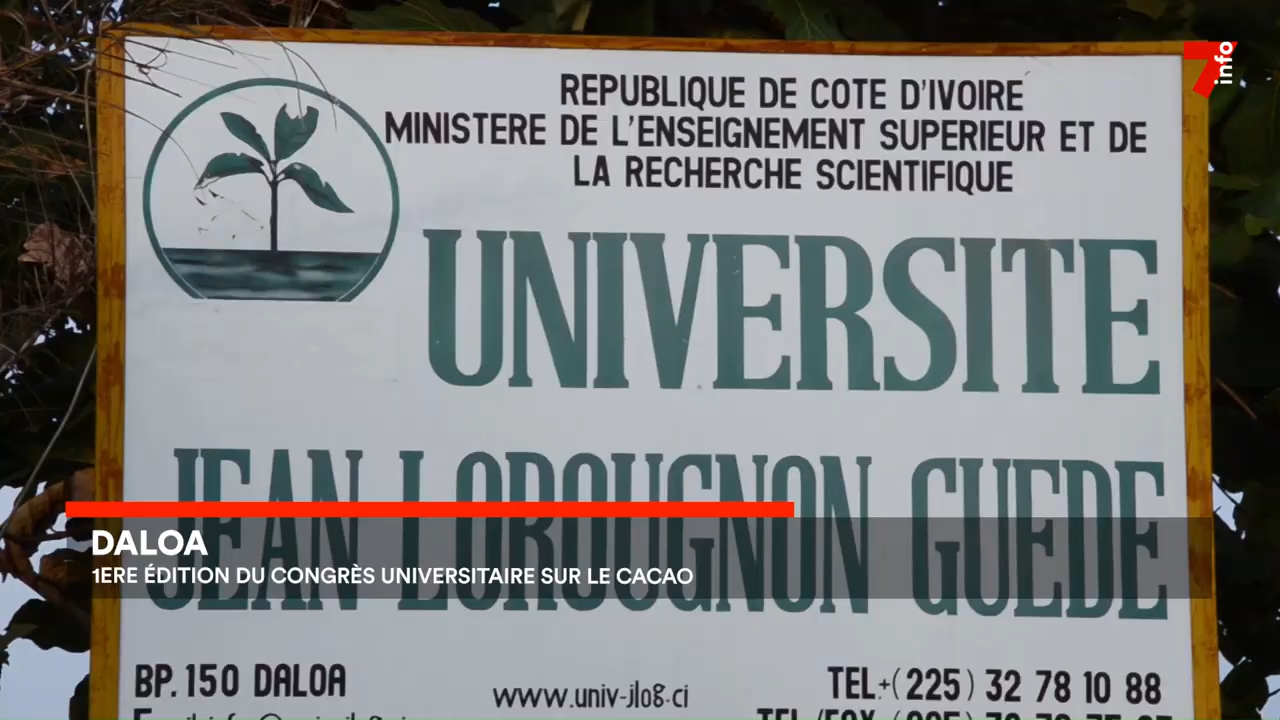 7info
REPUBLIQUE DE COTE D'IVOIRE
MINISTERE DE L'ENSEIGNEMENT SUPERIEUR ET DE
LA RECHERCHE SCIENTIFIQUE
UNIVERSITE
JEAN LOROUGNON GUEDE
DALOA
1ERE ÉDITION DU CONGRÈS UNIVERSITAIRE SUR LE CACAO
BP.150 DALOA
www.univ-jlog.ci
TEL+(225) 32 78 10 88